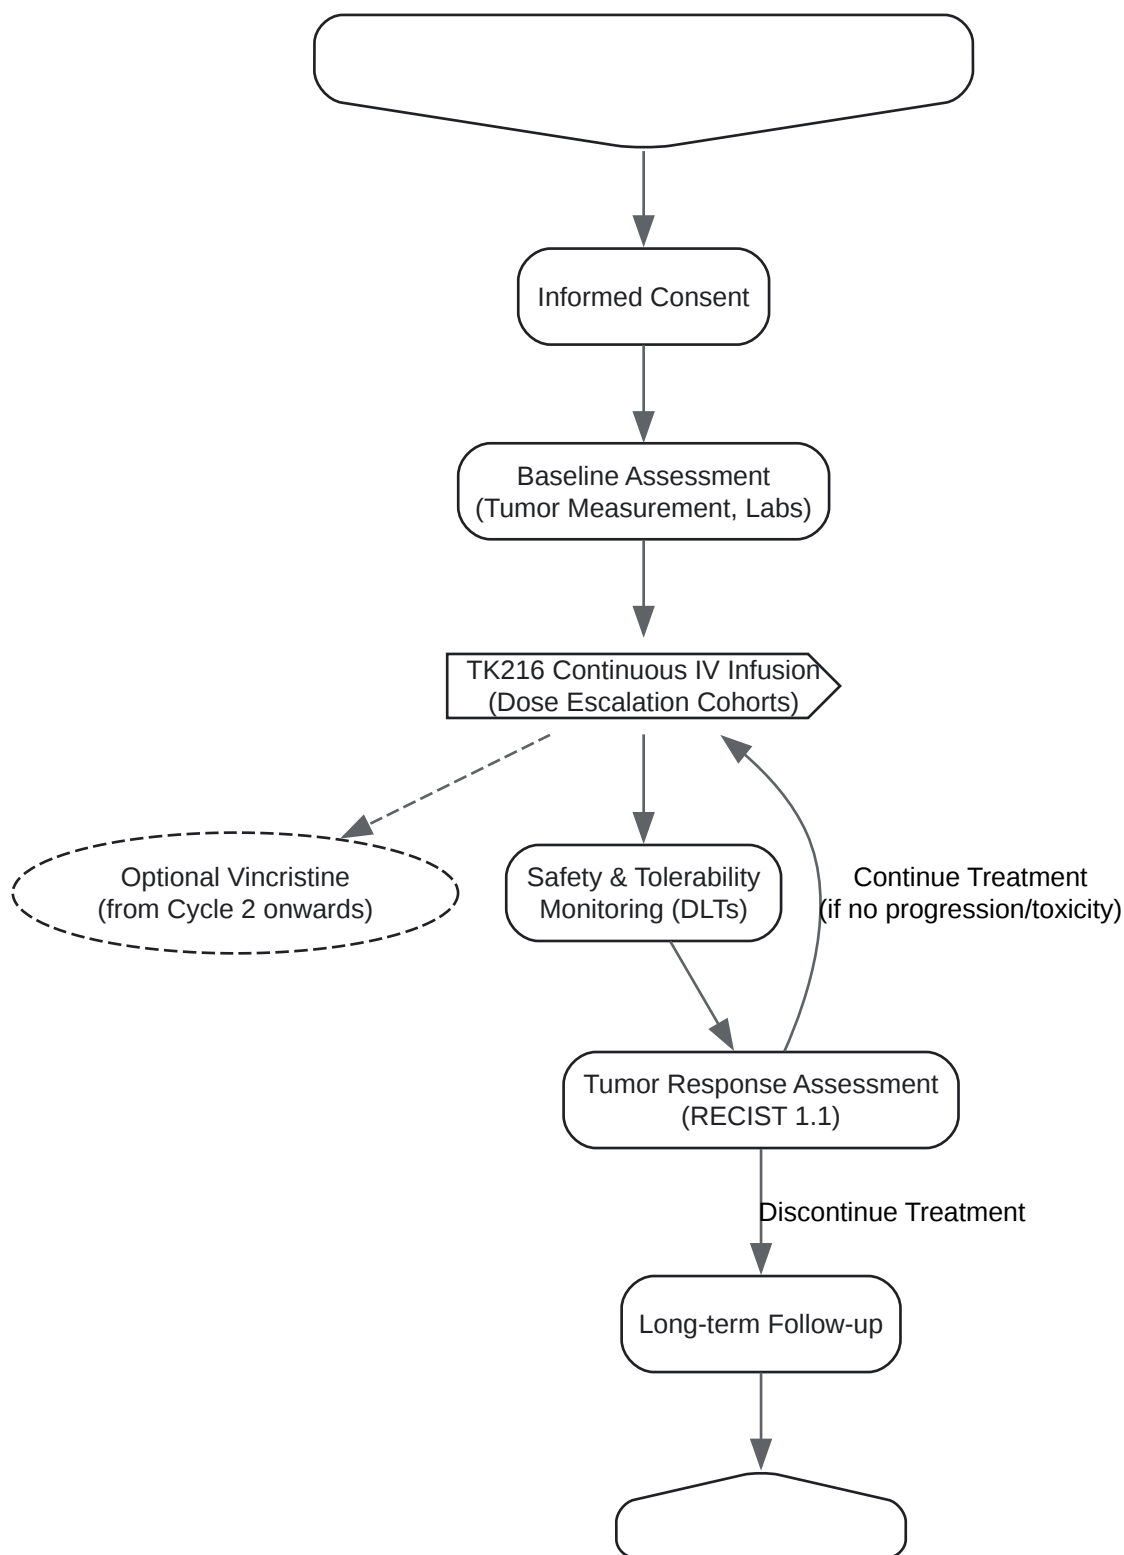 Informed Consent
Baseline Assessment
(Tumor Measurement, Labs)
TK216 Continuous IV Infusion
(Dose Escalation Cohorts)
Optional Vincristine
(from Cycle 2 onwards)
Safety & Tolerability
Monitoring (DLTs)
Continue Treatment
(if no progression/toxicity)
Tumor Response Assessment
(RECIST 1.1)
Discontinue Treatment
Long-term Follow-up